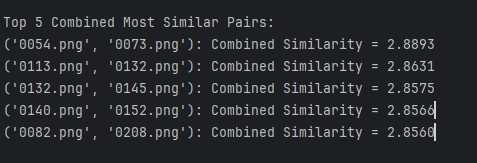 Top 5 Combined Most Similar Pairs:
('0054.png', '0073.png'): Combined Similarity = 2.8893
('0113.png', '0132.png'): Combined Similarity = 2.8631
('0132.png', '0145.png'): Combined Similarity = 2.8575
('0140.png', '0152.png'): Combined Similarity = 2.8566
('0082.png', '0208.png'): Combined Similarity = 2.8560